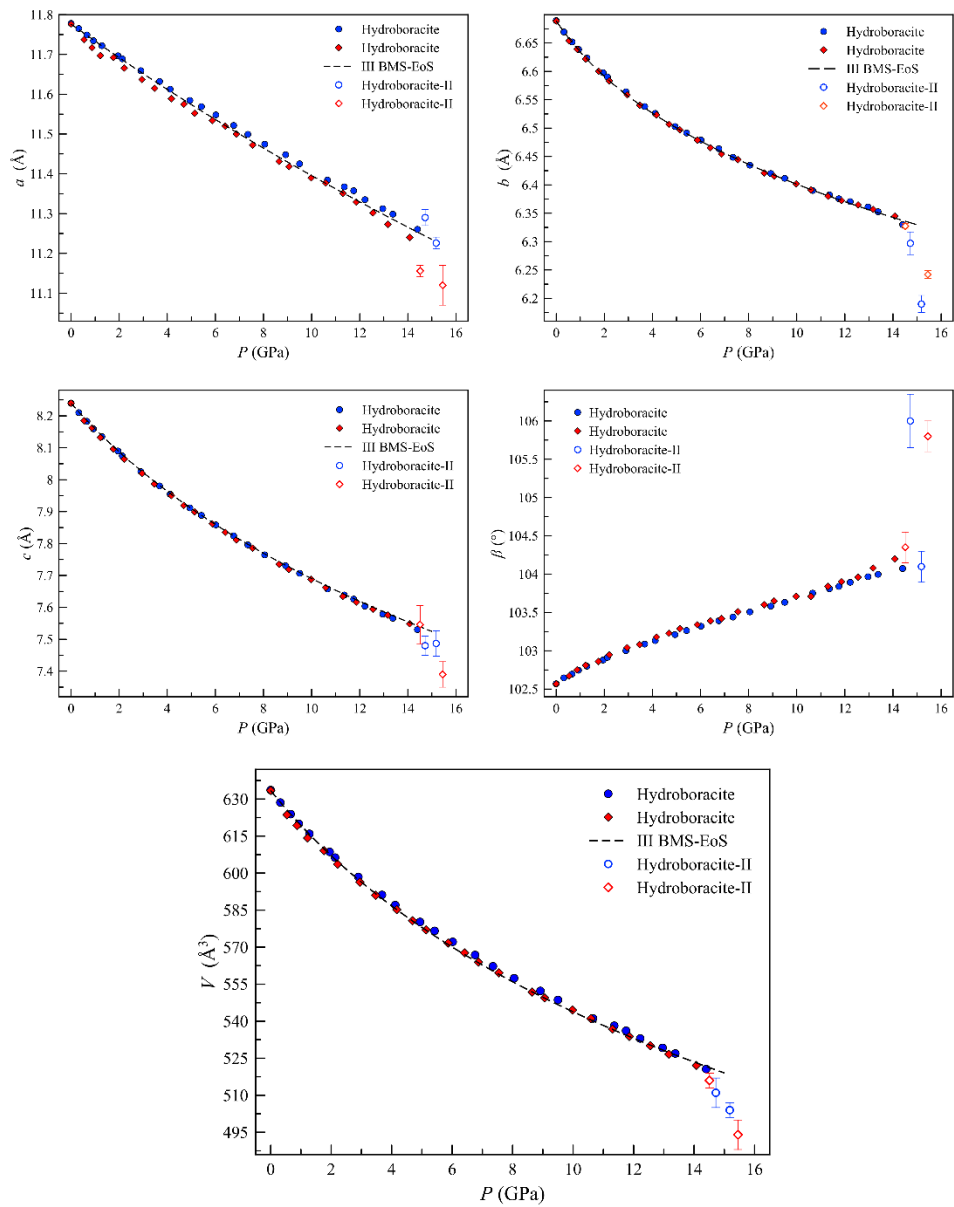 11.8
11.7
11.6
11.5
11.4
11.3
11.2
11.1
a (Å)
Hydroboracite
Hydroboracite
III BMS-EoS
Hydroboracite-II
Hydroboracite-II
0 2 4 6 8 10 12 14 16
P (GPa)
6.65
6.6
6.55
6.5
6.45
6.4
6.35
6.3
6.25
6.2
b (Å)
Hydroboracite
Hydroboracite
III BMS-EoS
Hydroboracite-II
Hydroboracite-II
0 2 4 6 8 10 12 14 16
P (GPa)
8.2
8.1
8
7.9
7.8
7.7
7.6
7.5
7.4
c (Å)
Hydroboracite
Hydroboracite
III BMS-EoS
Hydroboracite-II
Hydroboracite-II
0 2 4 6 8 10 12 14 16
P (GPa)
106
105.5
105
104.5
104
103.5
103
102.5
β (°)
Hydroboracite
Hydroboracite
Hydroboracite-II
Hydroboracite-II
0 2 4 6 8 10 12 14 16
P (GPa)
630
615
600
585
570
555
540
525
510
495
V (Å³)
Hydroboracite
Hydroboracite
III BMS-EoS
Hydroboracite-II
Hydroboracite-II
0 2 4 6 8 10 12 14 16
P (GPa)